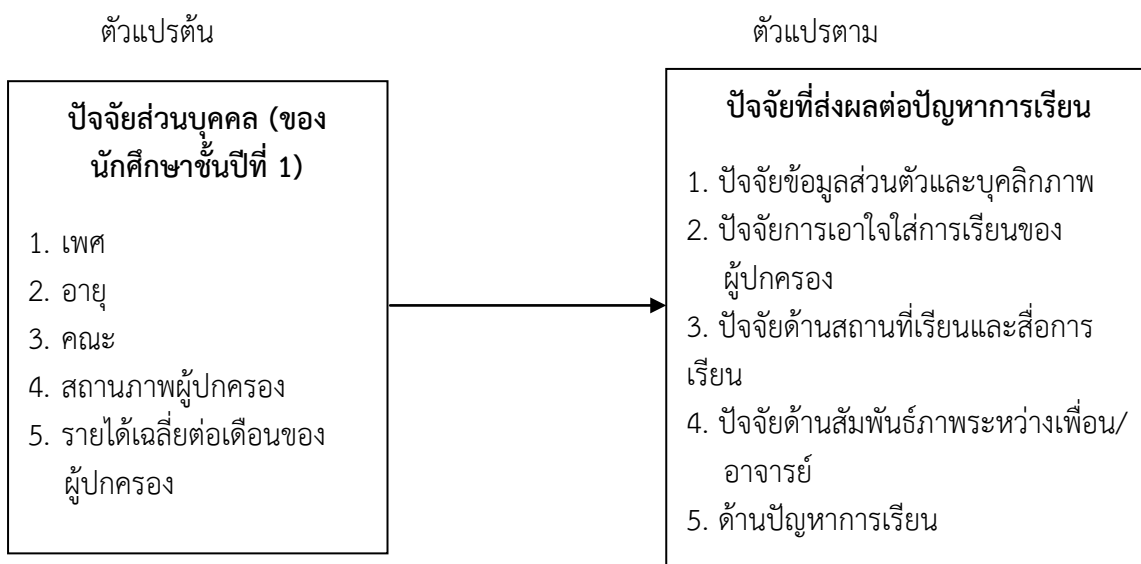 ตัวแปรต้น
ตัวแปรตาม
ปัจจัยส่วนบุคคล (ของ
นักศึกษาชั้นปีที่ 1)
1. เพศ
2. อายุ
3. คณะ
4. สถานภาพผู้ปกครอง
5. รายได้เฉลี่ยต่อเดือนของ
ผู้ปกครอง
ปัจจัยที่ส่งผลต่อปัญหาการเรียน
1. ปัจจัยข้อมูลส่วนตัวและบุคลิกภาพ
2. ปัจจัยการเอาใจใส่การเรียนของ
ผู้ปกครอง
3. ปัจจัยด้านสถานที่เรียนและสื่อการ
เรียน
4. ปัจจัยด้านสัมพันธ์ภาพระหว่างเพื่อน/
อาจารย์
5. ด้านปัญหาการเรียน